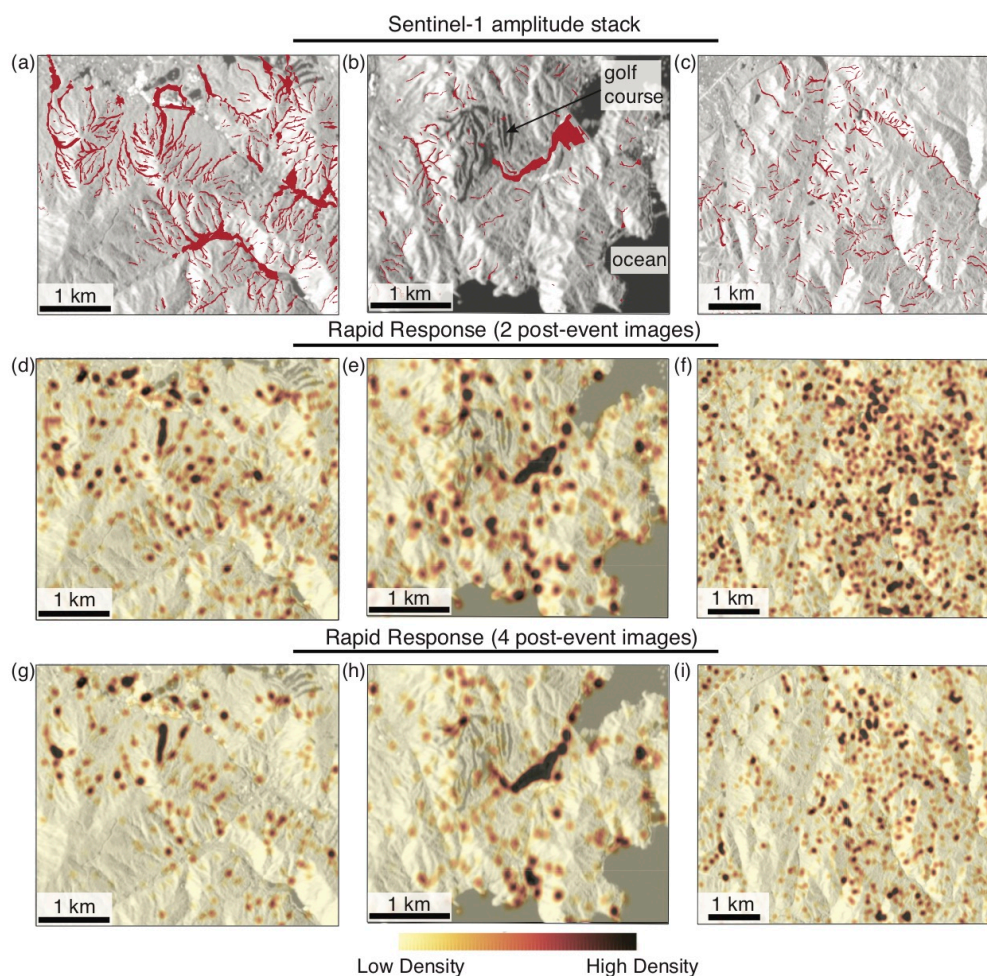 Sentinel-1 amplitude stack
(a)
(b)
(c)
golf
course
ocean
1 km
1 km
1 km
Rapid Response (2 post-event images)
(d)
(e)
(f)
1 km
1 km
1 km
Rapid Response (4 post-event images)
(g)
(h)
(i)
1 km
1 km
1 km
Low Density
High Density